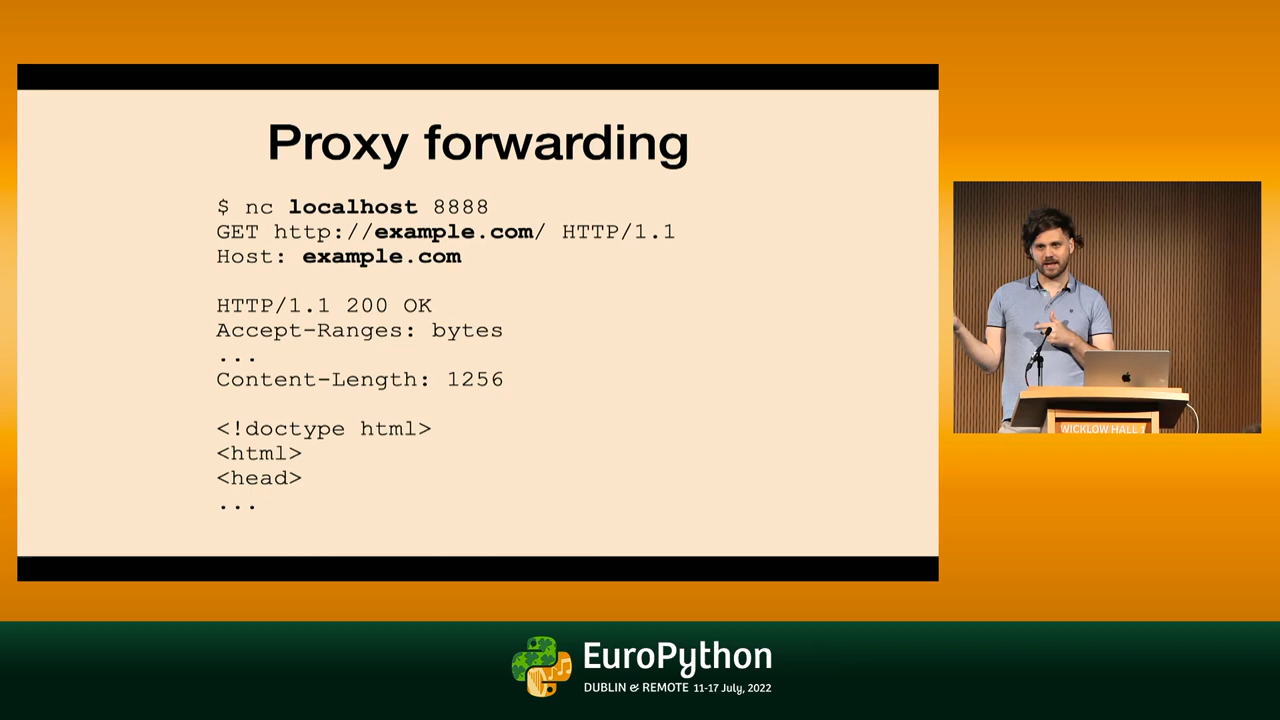 Proxy forwarding
$ nc localhost 8888
GET http://example.com/ HTTP/1.1
Host: example.com
HTTP/1.1 200 OK
Accept-Ranges: bytes
...
Content-Length: 1256
<!doctype html>
<html>
<head>
...
WICKLOW HALL 1
EuroPython
DUBLIN & REMOTE 11-17 July, 2022